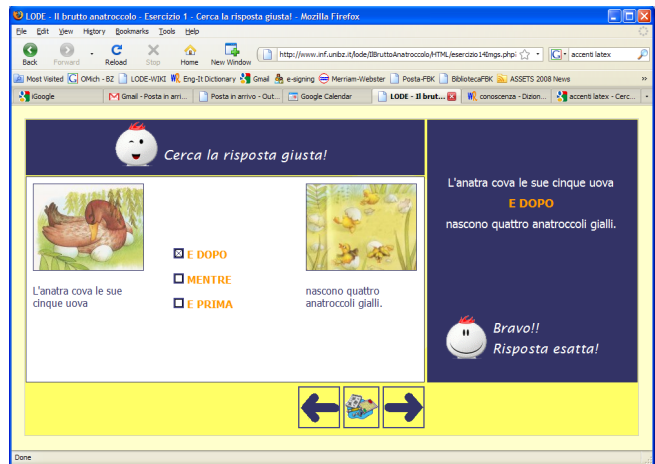 LODE - Il brutto anatroccolo - Esercizio 1 - Cerca la risposta giusta! - Mozilla Firefox
File Edit View History Bookmarks Tools Help
Back Forward Reload Stop Home New Window
http://www.inf.unibz.it/lode/IlBruttoAnatroccolo/HTML/esercizio14Imgs.php
accenti latex
Most Visited OMich - BZ LODE-WIKI Eng-It Dictionary Gmail e-signing Merriam-Webster Posta-FBK BibliotecaFBK ASSETS 2008 News »
iGoogle Gmail - Posta in arri... Posta in arrivo - Out... Google Calendar LODE - Il brut... conoscenza - Dizion... accenti latex - Cerc...
Cerca la risposta giusta!
L'anatra cova le sue
cinque uova
E DOPO
MENTRE
E PRIMA
nascono quattro
anatroccoli gialli.
L'anatra cova le sue cinque uova
E DOPO
nascono quattro anatroccoli gialli.
Bravo!!
Risposta esatta!
Done